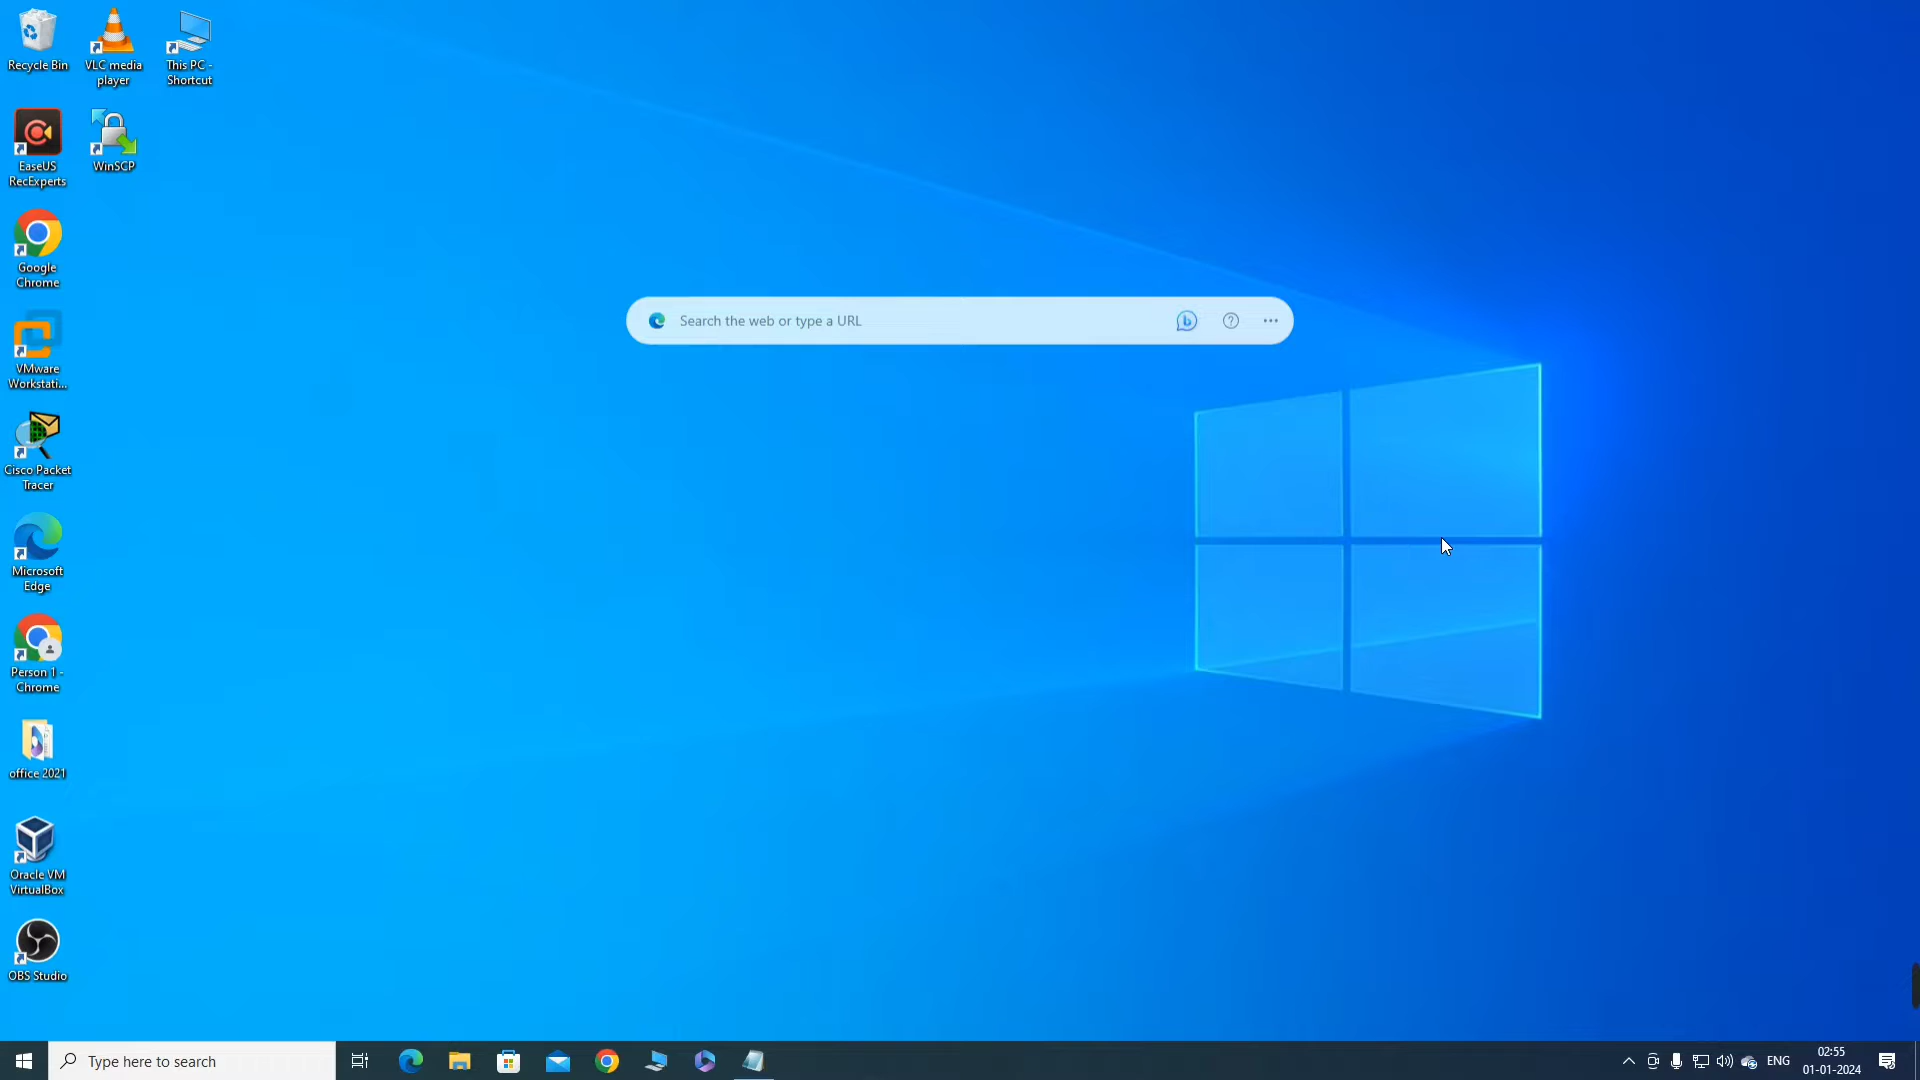 Recycle Bin
VLC media
player
This PC -
Shortcut
EaseUS
RecExperts
WinSCP
Google
Chrome
Search the web or type a URL
VMware
Workstati...
Cisco Packet
Tracer
Microsoft
Edge
Person 1 -
Chrome
office 2021
Oracle VM
VirtualBox
OBS Studio
Type here to search
ENG
02:55
01-01-2024